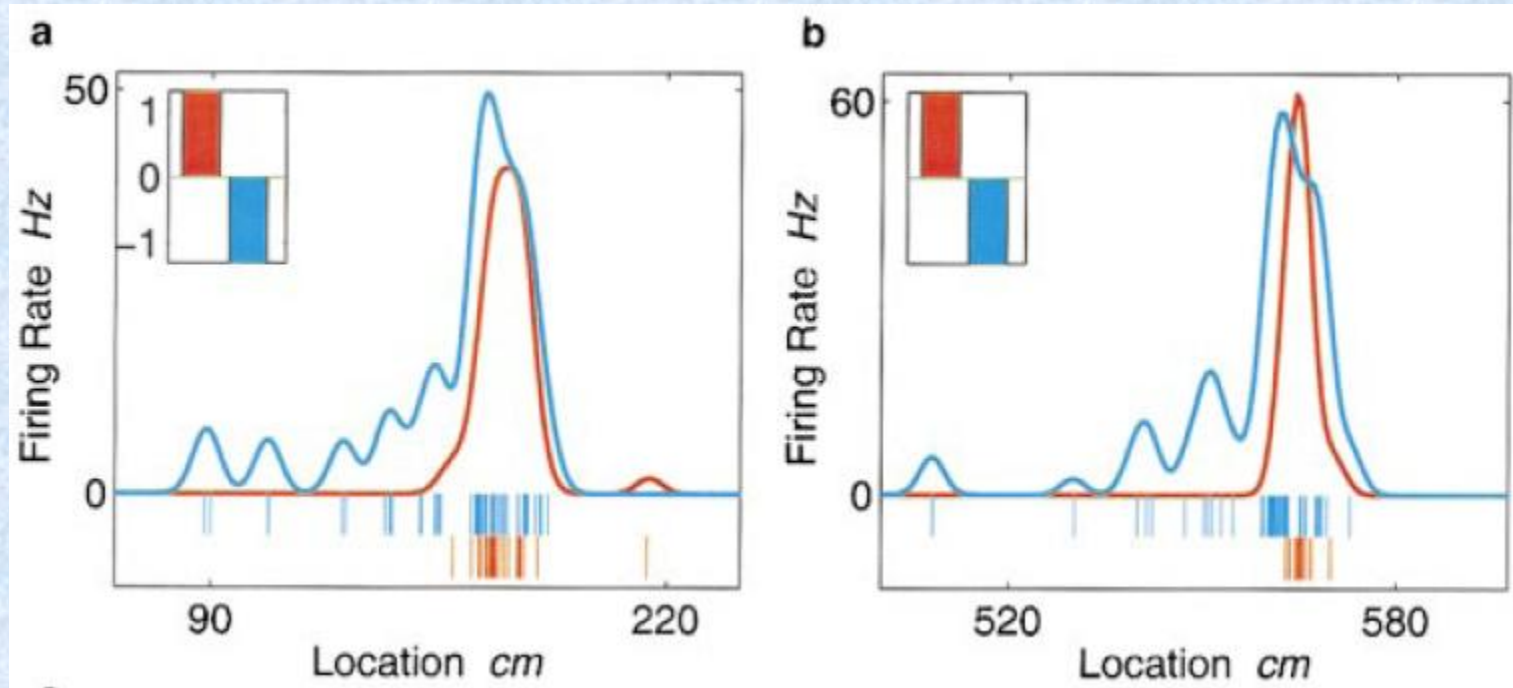 a
50
1
0
−1
Firing Rate Hz
0
90
220
Location cm
b
60
Firing Rate Hz
0
520
580
Location cm